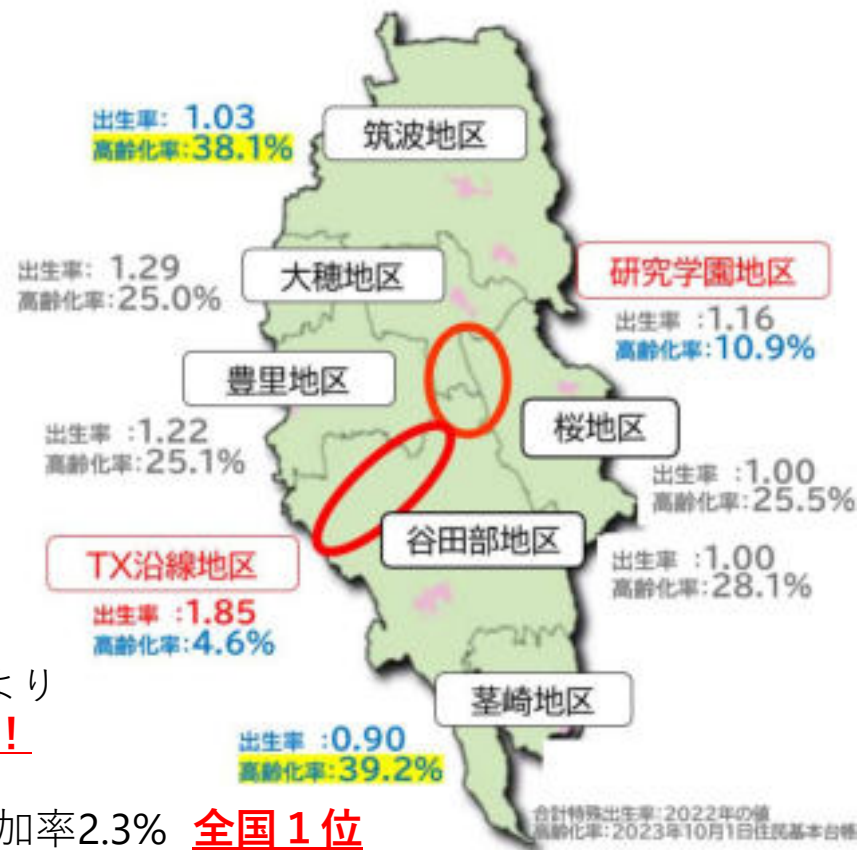 出生率: 1.03
高齢化率:38.1%
筑波地区
出生率: 1.29
高齢化率:25.0%
大穂地区
研究学園地区
出生率 :1.16
高齢化率:10.9%
豊里地区
出生率 :1.22
高齢化率:25.1%
桜地区
出生率 :1.00
高齢化率:25.5%
谷田部地区
出生率 :1.00
高齢化率:28.1%
TX沿線地区
出生率 :1.85
高齢化率:4.6%
より
！
茎崎地区
出生率 :0.90
高齢化率:39.2%
加率2.3% 全国１位
合計特殊出生率:2022年の値
高齢化率:2023年10月1日住民基本台帳